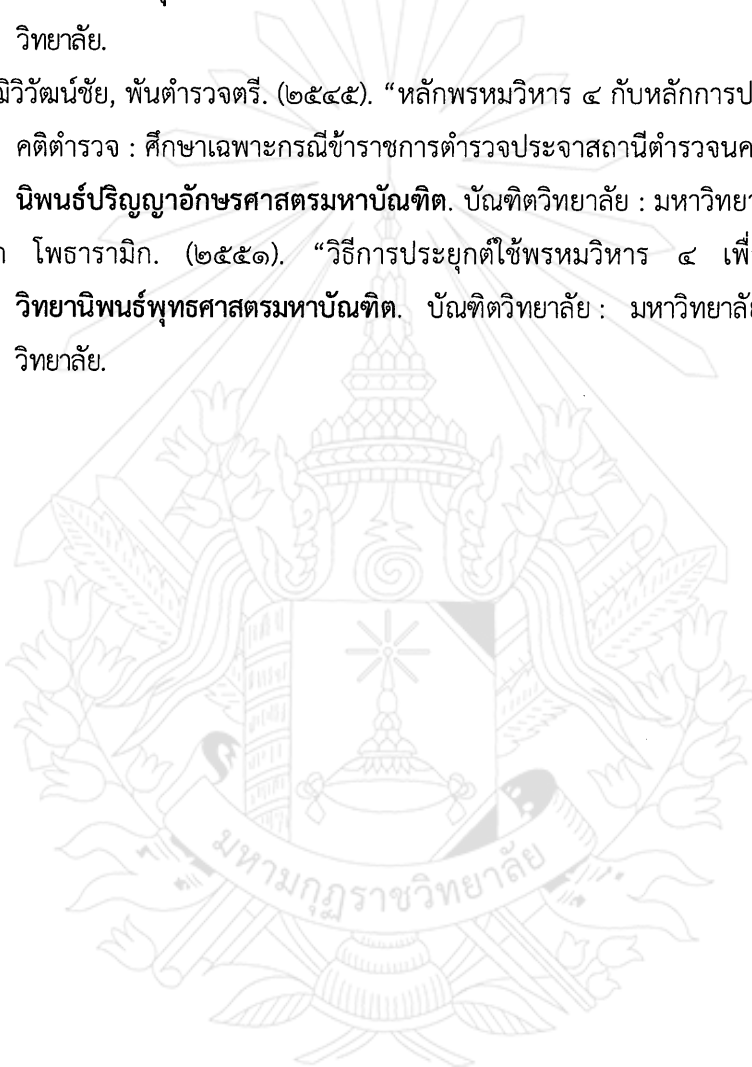 วิทยาลัย.
ฒิวิวัฒน์ชัย, พันตำรวจตรี. (๒๕๔๕). “หลักพรหมวิหาร ๔ กับหลักการป
คติตำรวจ : ศึกษาเฉพาะกรณีข้าราชการตำรวจประจาสถานีตำรวจนค
นิพนธ์ปริญญาอักษรศาสตรมหาบัณฑิต. บัณฑิตวิทยาลัย : มหาวิทยา
า โพธารามิก. (๒๕๕๑). “วิธีการประยุกต์ใช้พรหมวิหาร ๔ เพื่
วิทยานิพนธ์พุทธศาสตรมหาบัณฑิต. บัณฑิตวิทยาลัย : มหาวิทยาลั
วิทยาลัย.
มหามกุฏราชวิทยาลัย